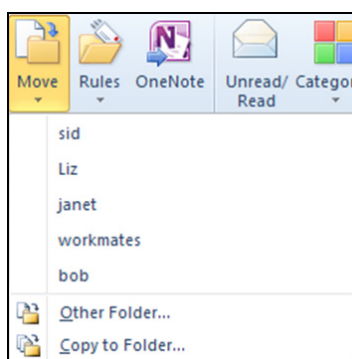 Move Rules OneNote Unread/ Categor
Read
sid
Liz
janet
workmates
bob
Other Folder...
Copy to Folder...